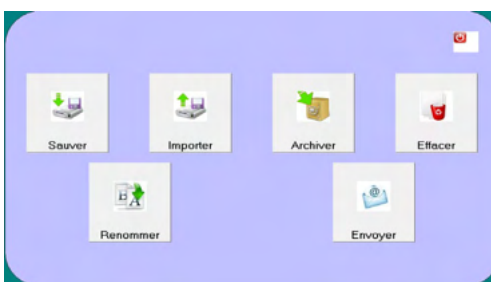 Sauver
Importer
Archiver
Effacer
Renommer
Envoyer